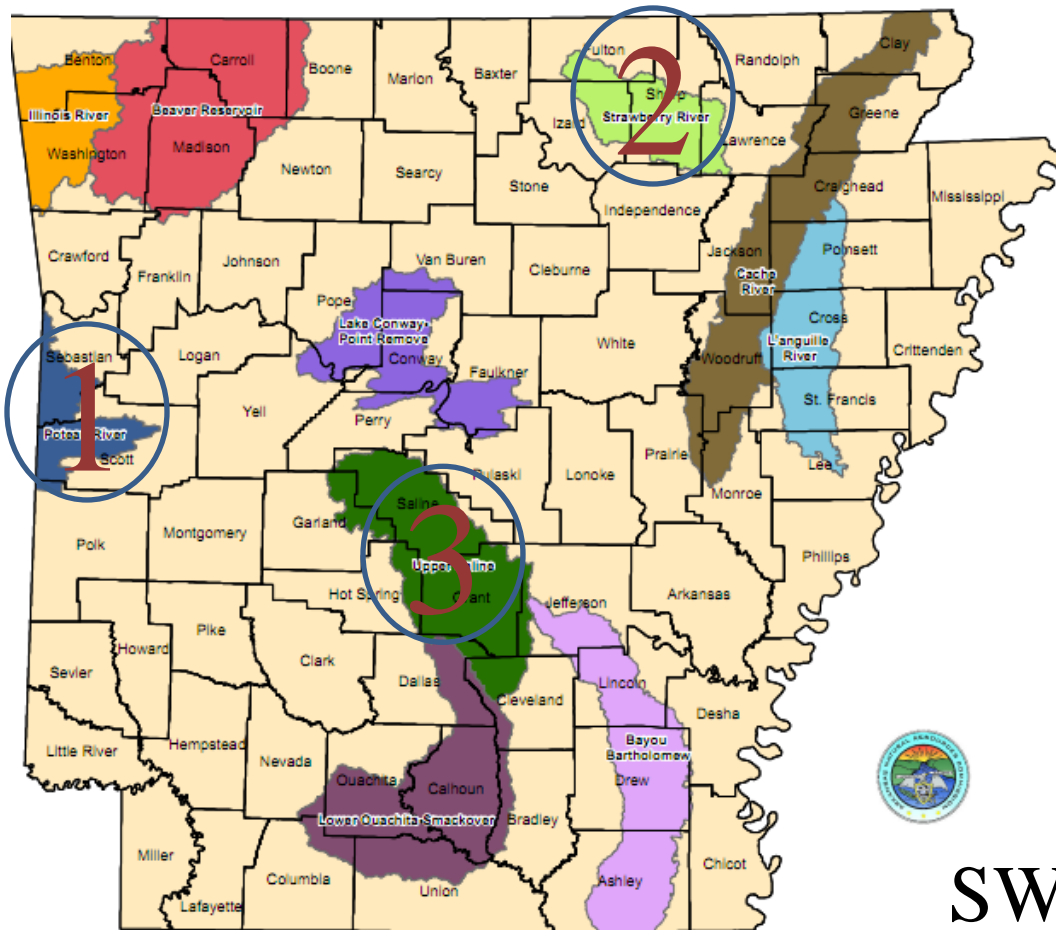 Benton
Carroll
Boone
Marion
Baxter
Fulton
Randolph
Clay
Illinois River
Beaver Reservoir
Izard
Sharp
2
Strawberry River
Lawrence
Greene
Washington
Madison
Newton
Searcy
Stone
Independence
Craighead
Mississippi
Crawford
Franklin
Johnson
Van Buren
Cleburne
Jackson
Poinsett
Cache
River
Pope
Lake Conway-
Point Remove
Conway
Faulkner
White
Woodruff
Cross
L'anguille
River
Crittenden
Sebastian
Logan
1
Poteau River
Scott
Yell
Perry
Pulaski
Lonoke
Prairie
St. Francis
Lee
Monroe
Polk
Montgomery
Garland
Saline
3
Upper Saline
Grant
Hot Spring
Jefferson
Arkansas
Phillips
Sevier
Howard
Pike
Clark
Dallas
Cleveland
Lincoln
Desha
Little River
Hempstead
Nevada
Ouachita
Calhoun
Lower Ouachita-Smackover
Bradley
Bayou
Bartholomew
Drew
Miller
Lafayette
Columbia
Union
Ashley
Chicot
ARKANSAS NATURAL RESOURCES COMMISSION
SW